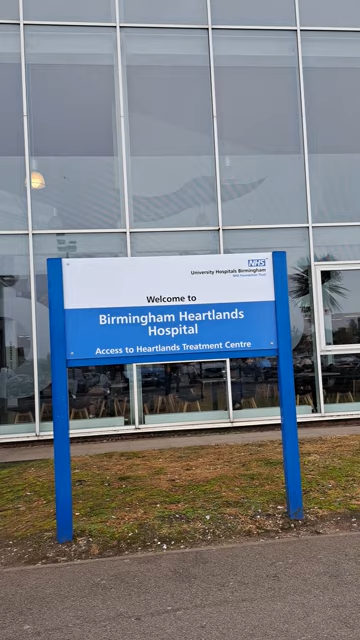 NHS
University Hospitals Birmingham
NHS Foundation Trust
Welcome to
Birmingham Heartlands
Hospital
Access to Heartlands Treatment Centre